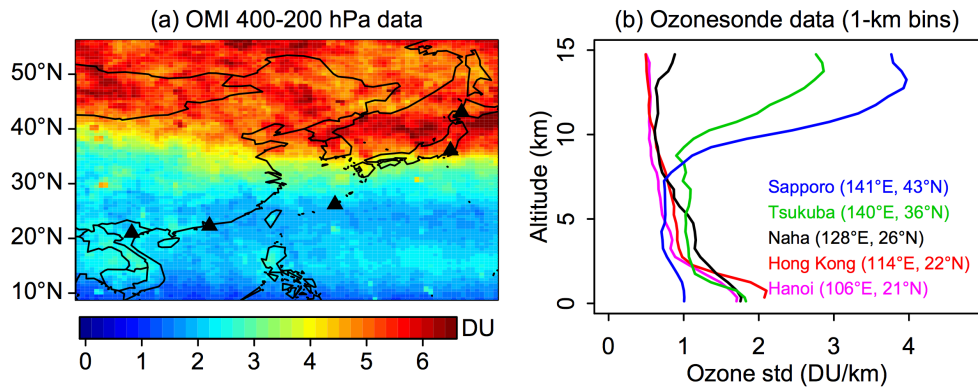 (a) OMI 400-200 hPa data
50°N
40°N
30°N
20°N
10°N
DU
0 1 2 3 4 5 6
(b) Ozonesonde data (1-km bins)
Altitude (km)
15
10
5
0
Sapporo (141°E, 43°N)
Tsukuba (140°E, 36°N)
Naha (128°E, 26°N)
Hong Kong (114°E, 22°N)
Hanoi (106°E, 21°N)
0 1 2 3 4
Ozone std (DU/km)